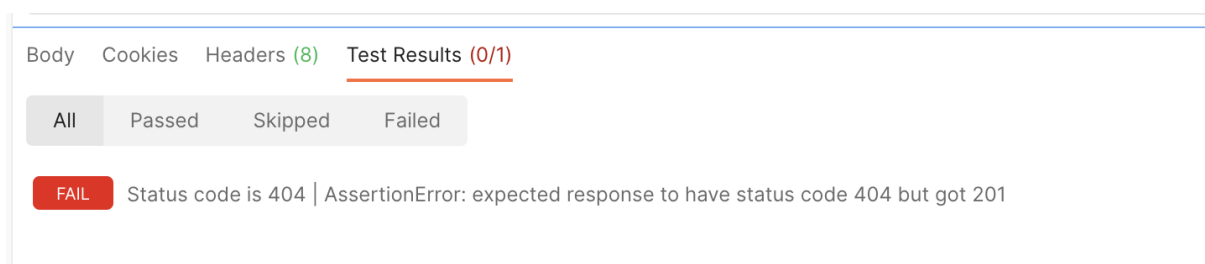 Body Cookies Headers (8) Test Results (0/1)
All Passed Skipped Failed
FAIL Status code is 404 | AssertionError: expected response to have status code 404 but got 201